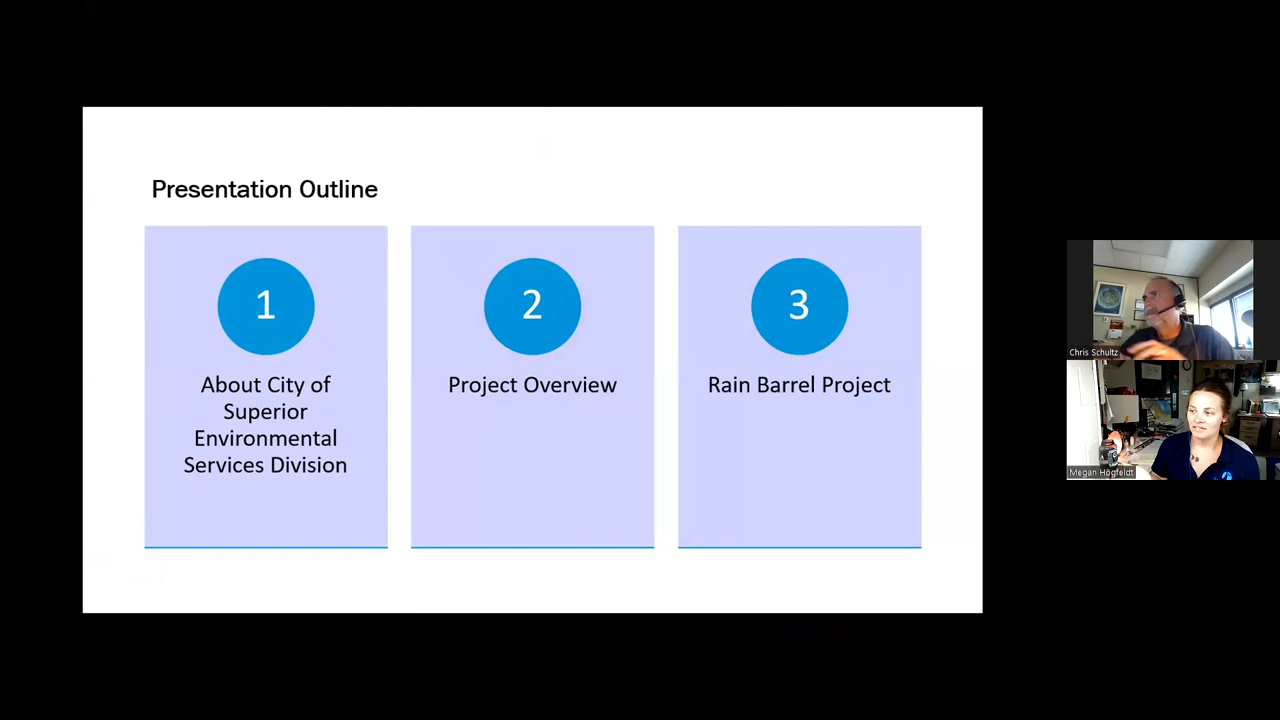 Presentation Outline
1
About City of
Superior
Environmental
Services Division
2
Project Overview
3
Rain Barrel Project
Chris Schultz
Megan Hogfeldt